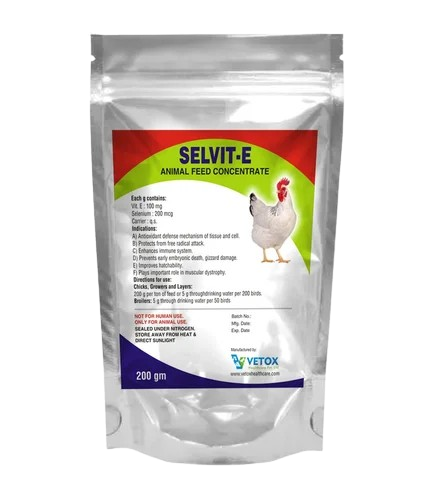 SELVIT-E
ANIMAL FEED CONCENTRATE
Each g contains:
Vit. E : 100 mg
Selenium : 200 mcg
Carrier : q.s.
Indications:
A) Antioxidant defense mechanism of tissue and cell.
B) Protects from free radical attack.
C) Enhances immune system.
D) Prevents early embryonic death, gizzard damage.
E) Improves hatchability.
F) Plays important role in muscular dystrophy.
Directions for use:
Chicks, Growers and Layers:
200 g per ton of feed or 5 g throughdrinking water per 200 birds.
Broilers: 5 g through drinking water per 50 birds
NOT FOR HUMAN USE.
ONLY FOR ANIMAL USE.
SEALED UNDER NITROGEN.
STORE AWAY FROM HEAT &
DIRECT SUNLIGHT
Batch No.:
Mfg. Date:
Exp. Date
Manufactured by
VETOX
www.vetoxhealthcare.com
200 gm